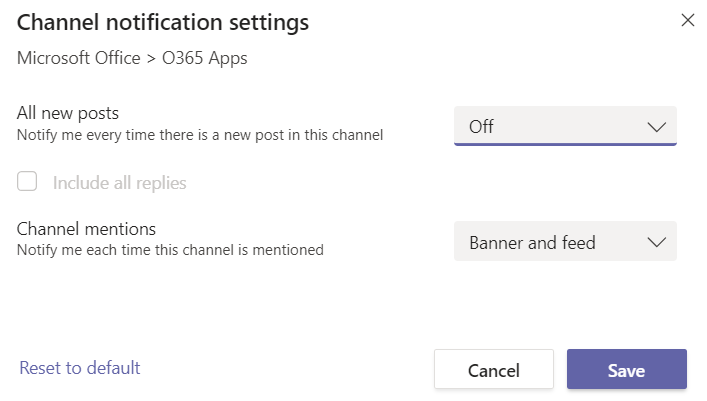 Channel notification settings
Microsoft Office > O365 Apps
All new posts
Notify me every time there is a new post in this channel
Off
Include all replies
Channel mentions
Notify me each time this channel is mentioned
Banner and feed
Reset to default
Cancel
Save